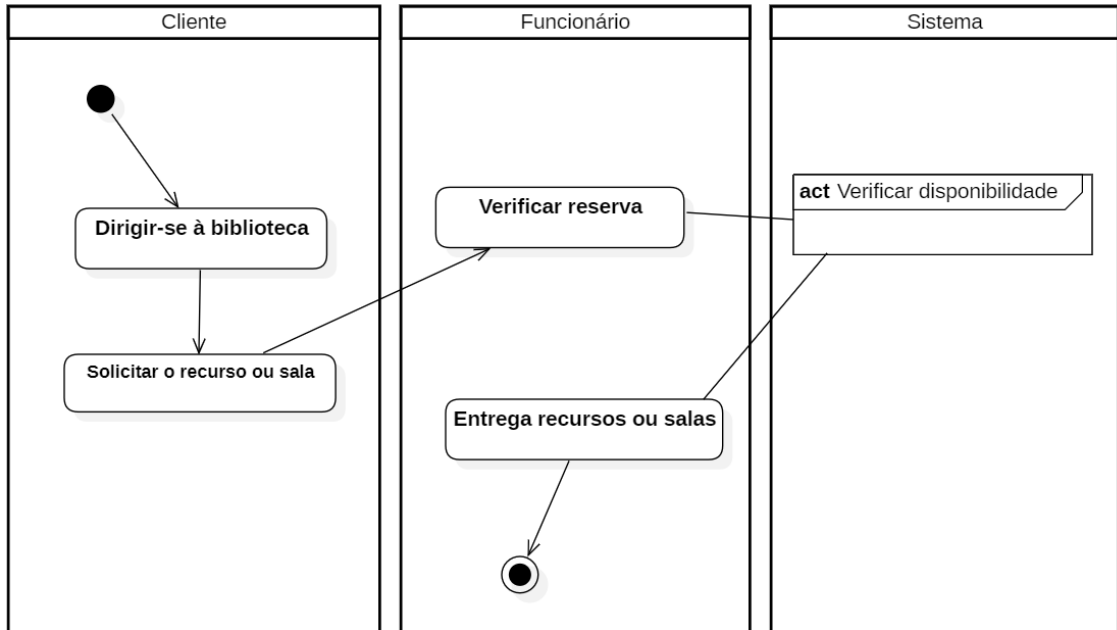 Cliente
Funcionário
Sistema
Dirigir-se à biblioteca
Solicitar o recurso ou sala
Verificar reserva
act Verificar disponibilidade
Entrega recursos ou salas